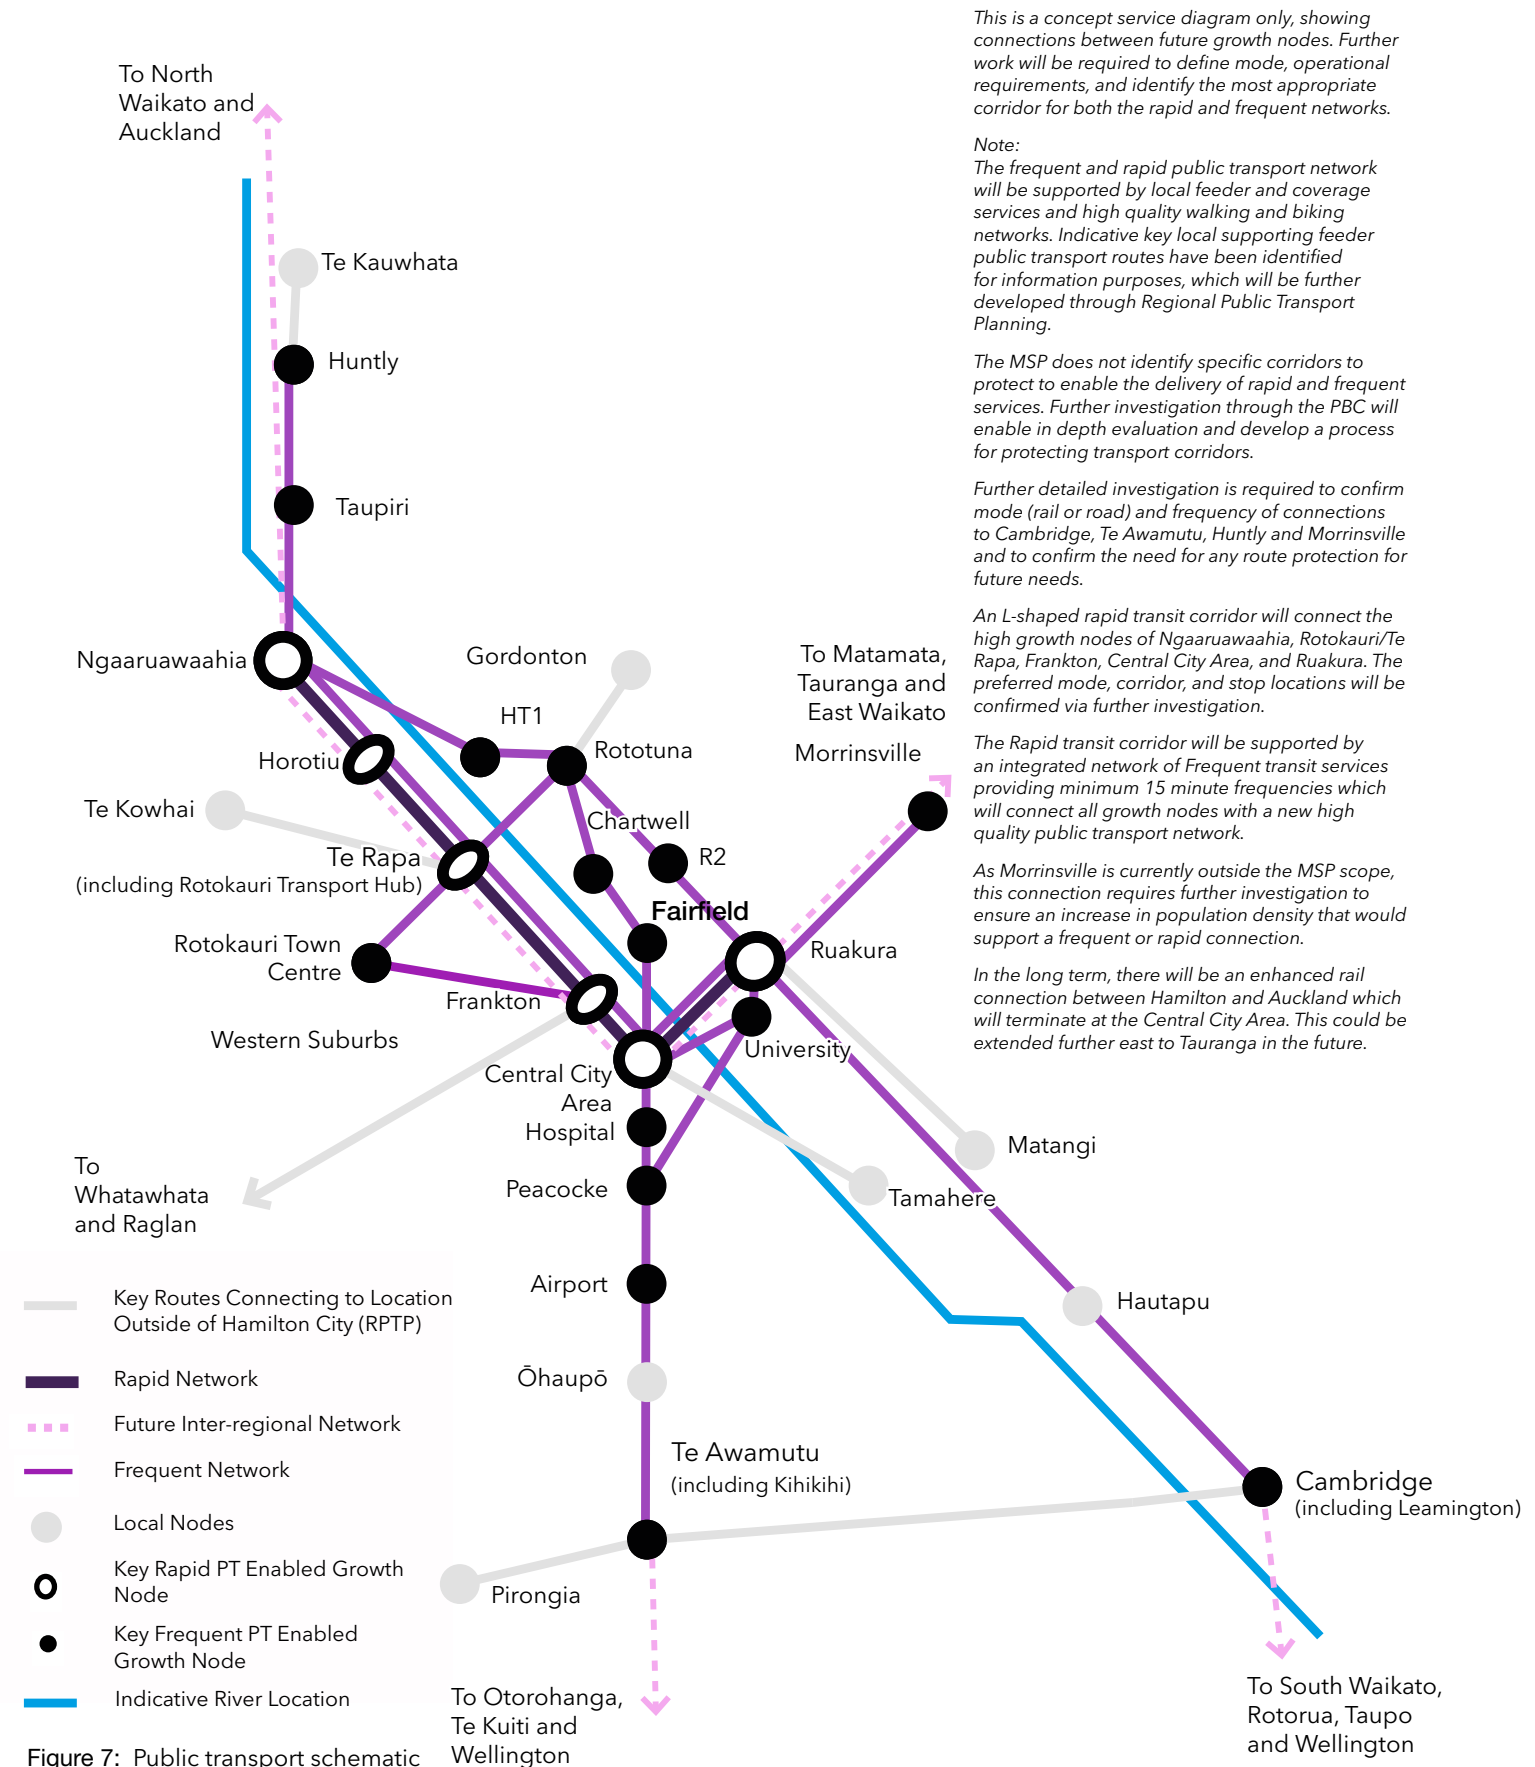 This is a concept service diagram only, showing
connections between future growth nodes. Further
work will be required to define mode, operational
requirements, and identify the most appropriate
corridor for both the rapid and frequent networks.
Note:
The frequent and rapid public transport network
will be supported by local feeder and coverage
services and high quality walking and biking
networks. Indicative key local supporting feeder
public transport routes have been identified
for information purposes, which will be further
developed through Regional Public Transport
Planning.
The MSP does not identify specific corridors to
protect to enable the delivery of rapid and frequent
services. Further investigation through the PBC will
enable in depth evaluation and develop a process
for protecting transport corridors.
Further detailed investigation is required to confirm
mode (rail or road) and frequency of connections
to Cambridge, Te Awamutu, Huntly and Morrinsville
and to confirm the need for any route protection for
future needs.
An L-shaped rapid transit corridor will connect the
high growth nodes of Ngaaruawaahia, Rotokauri/Te
Rapa, Frankton, Central City Area, and Ruakura. The
preferred mode, corridor, and stop locations will be
confirmed via further investigation.
The Rapid transit corridor will be supported by
an integrated network of Frequent transit services
providing minimum 15 minute frequencies which
will connect all growth nodes with a new high
quality public transport network.
As Morrinsville is currently outside the MSP scope,
this connection requires further investigation to
ensure an increase in population density that would
support a frequent or rapid connection.
In the long term, there will be an enhanced rail
connection between Hamilton and Auckland which
will terminate at the Central City Area. This could be
extended further east to Tauranga in the future.
To North
Waikato and
Auckland
Te Kauwhata
Huntly
Taupiri
Ngaaruawaahia
Gordonton
To Matamata,
Tauranga and
East Waikato
HT1
Rototuna
Morrinsville
Horotiu
Te Kowhai
Chartwell
Te Rapa
(including Rotokauri Transport Hub)
R2
Fairfield
Rotokauri Town
Centre
Ruakura
Frankton
Western Suburbs
University
Central City
Area
Hospital
Matangi
To
Whatawhata
and Raglan
Peacocke
Tamahere
Airport
Hautapu
Ōhaupō
Te Awamutu
(including Kihikihi)
Cambridge
(including Leamington)
Pirongia
To Otorohanga,
Te Kuiti and
Wellington
To South Waikato,
Rotorua, Taupo
and Wellington
Key Routes Connecting to Location
Outside of Hamilton City (RPTP)
Rapid Network
Future Inter-regional Network
Frequent Network
Local Nodes
Key Rapid PT Enabled Growth
Node
Key Frequent PT Enabled
Growth Node
Indicative River Location
Figure 7: Public transport schematic